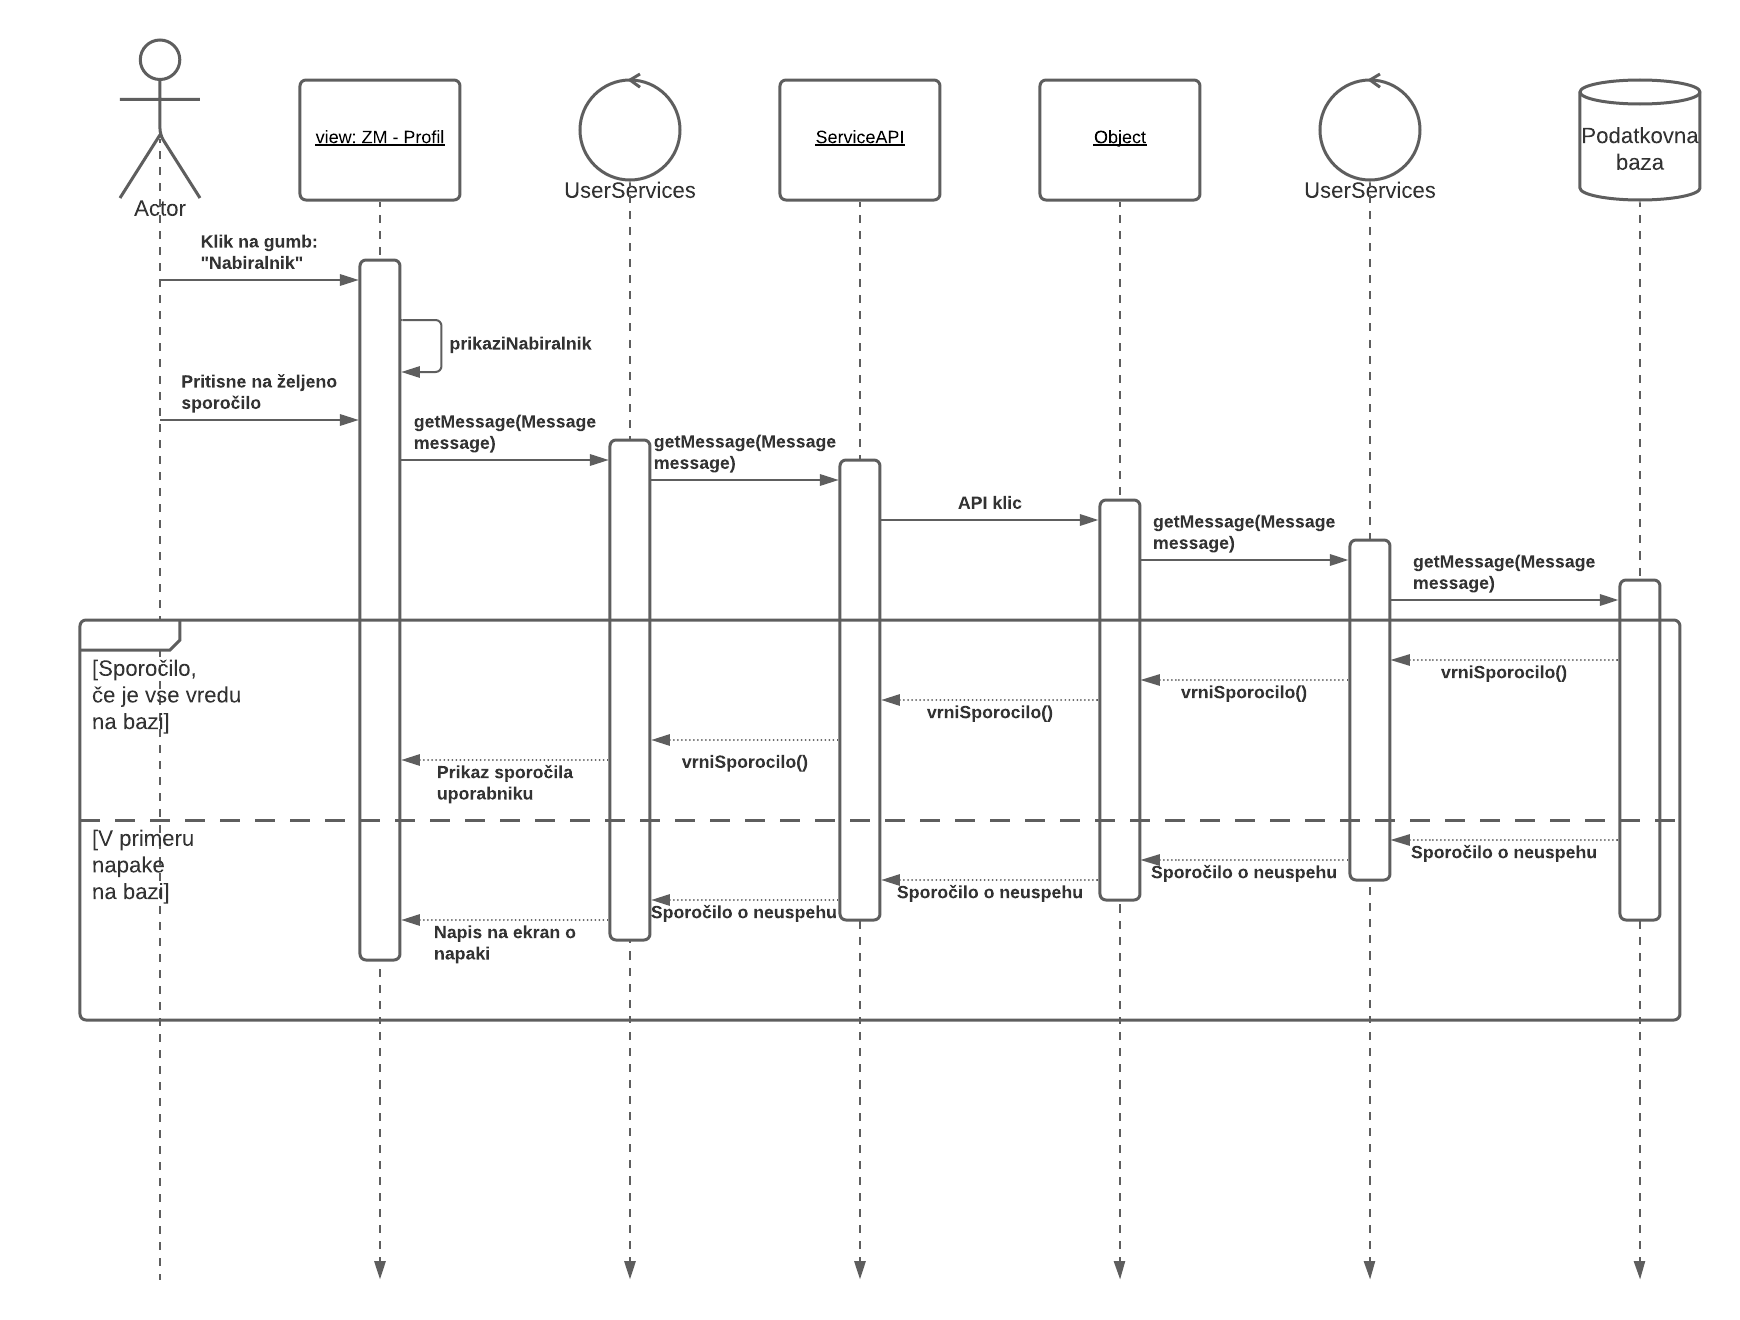 Actor
view: ZM - Profil
UserServices
ServiceAPI
Object
UserServices
Podatkovna
baza
Klik na gumb:
"Nabiralnik"
prikaziNabiralnik
Pritisne na željeno
sporočilo
getMessage(Message
message)
getMessage(Message
message)
API klic
getMessage(Message
message)
getMessage(Message
message)
[Sporočilo,
če je vse vredu
na bazi]
vrniSporocilo()
vrniSporocilo()
vrniSporocilo()
vrniSporocilo()
Prikaz sporočila
uporabniku
[V primeru
napake
na bazi]
Sporočilo o neuspehu
Sporočilo o neuspehu
Sporočilo o neuspehu
Sporočilo o neuspehu
Napis na ekran o
napaki